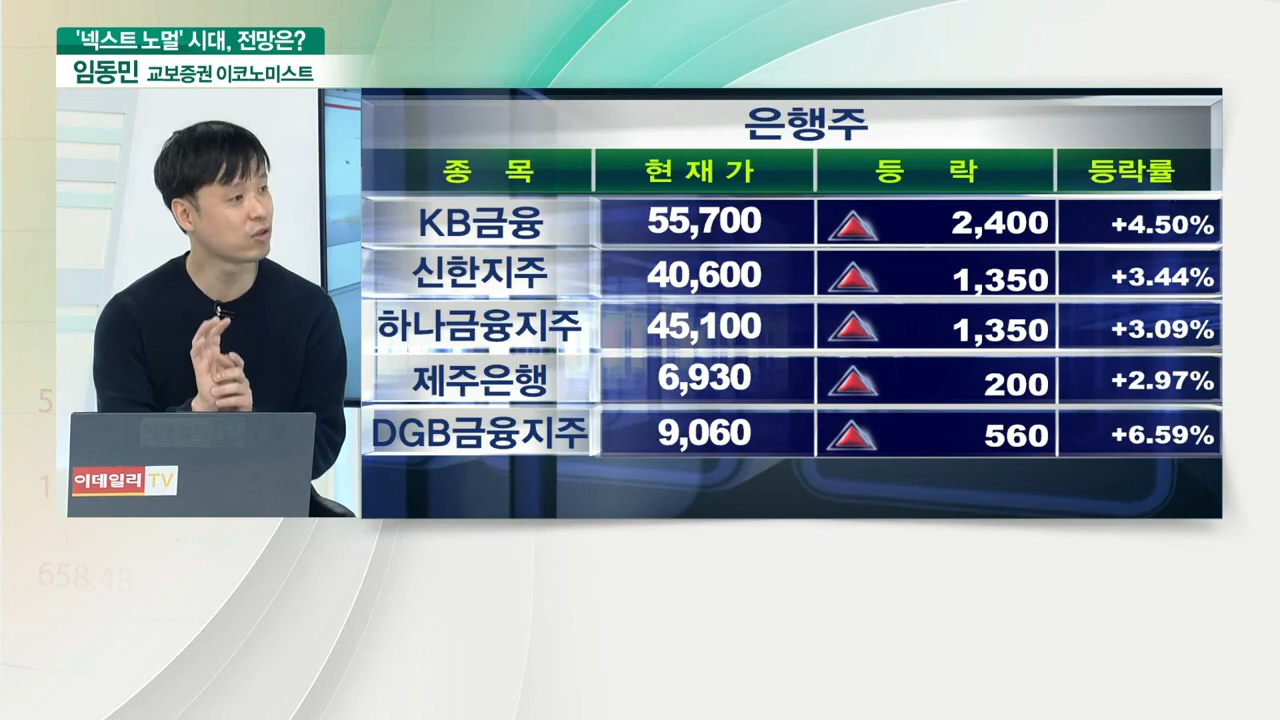 '넥스트 노멀' 시대, 전망은?
임동민 교보증권 이코노미스트
은행주
종 목 현 재 가 등 락 등락률
KB금융 55,700 ▲ 2,400 +4.50%
신한지주 40,600 ▲ 1,350 +3.44%
하나금융지주 45,100 ▲ 1,350 +3.09%
제주은행 6,930 ▲ 200 +2.97%
DGB금융지주 9,060 ▲ 560 +6.59%
이데일리 TV
658.48